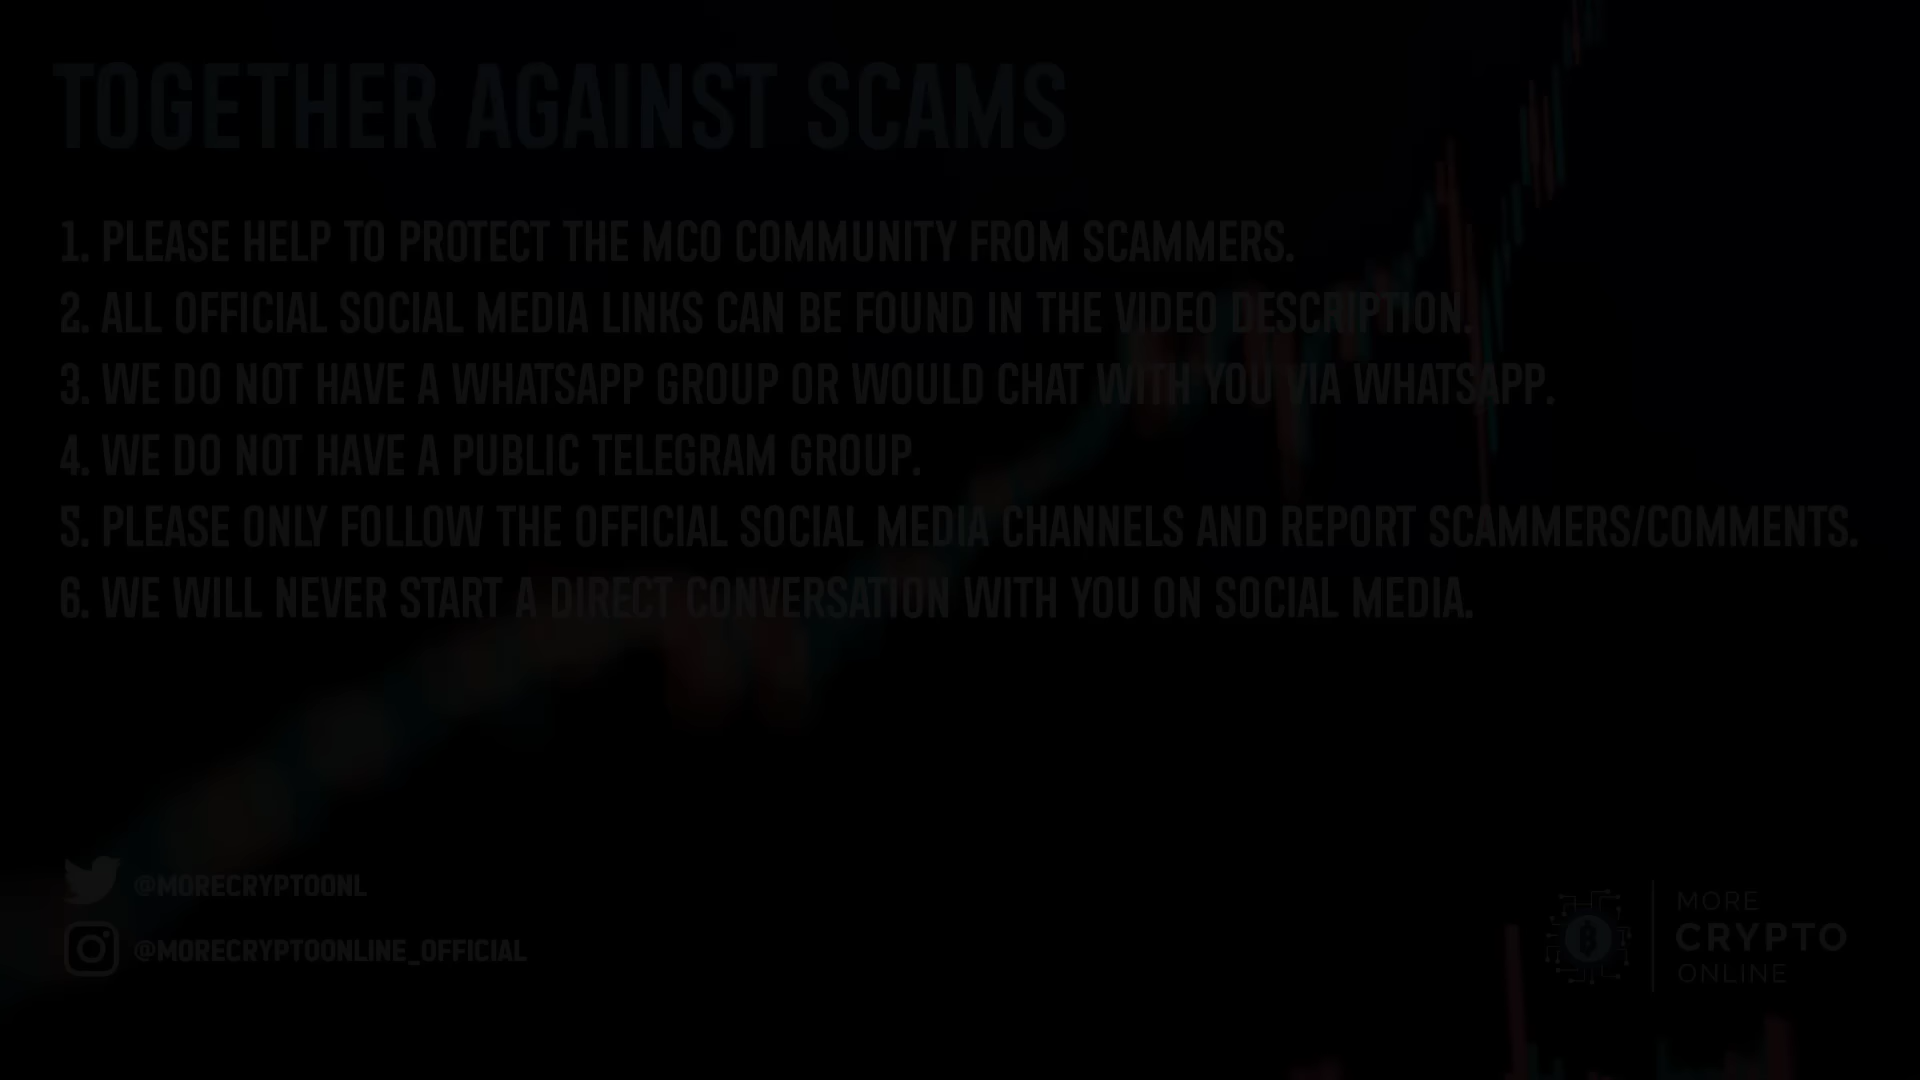 TOGETHER AGAINST SCAMS
1. PLEASE HELP TO PROTECT THE MCO COMMUNITY FROM SCAMMERS.
2. ALL OFFICIAL SOCIAL MEDIA LINKS CAN BE FOUND IN THE VIDEO DESCRIPTION.
3. WE DO NOT HAVE A WHATSAPP GROUP OR WOULD CHAT WITH YOU VIA WHATSAPP.
4. WE DO NOT HAVE A PUBLIC TELEGRAM GROUP.
5. PLEASE ONLY FOLLOW THE OFFICIAL SOCIAL MEDIA CHANNELS AND REPORT SCAMMERS/COMMENTS.
6. WE WILL NEVER START A DIRECT CONVERSATION WITH YOU ON SOCIAL MEDIA.
@MORECRYPTOONL
@MORECRYPTOONLINE_OFFICIAL
MORE
CRYPTO
ONLINE